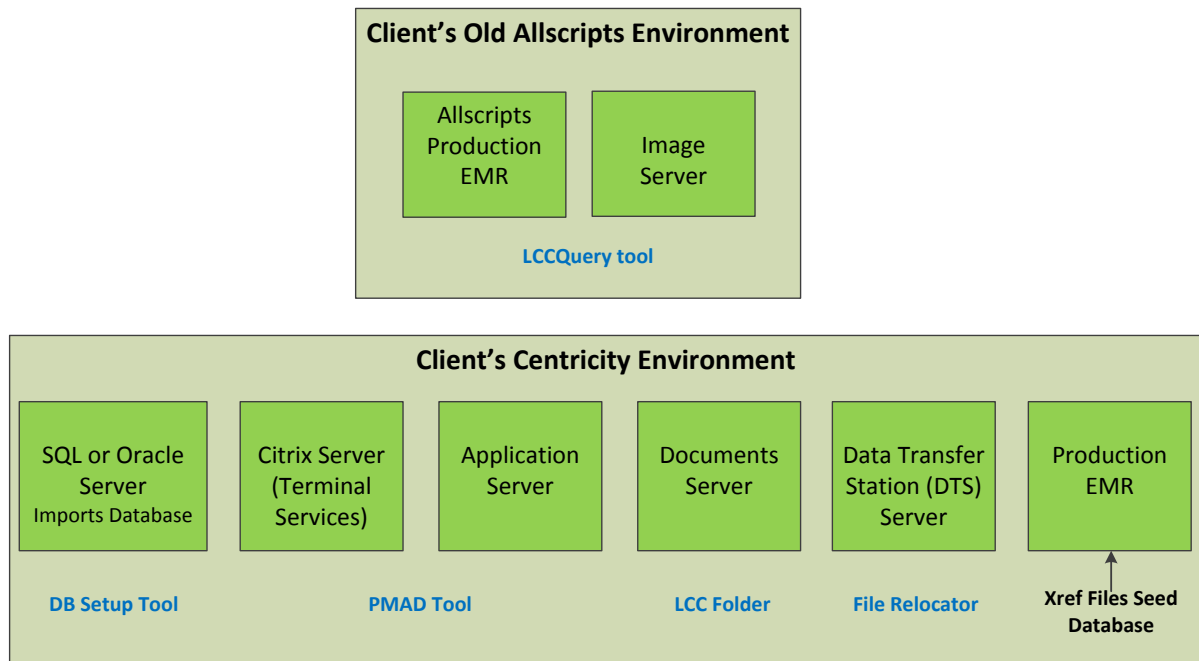 Client's Old Allscripts Environment
Allscripts
Production
EMR
Image
Server
LCCQuery tool
Client's Centricity Environment
SQL or Oracle
Server
Imports Database
Citrix Server
(Terminal
Services)
Application
Server
Documents
Server
Data Transfer
Station (DTS)
Server
Production
EMR
DB Setup Tool
PMAD Tool
LCC Folder
File Relocator
Xref Files Seed
Database